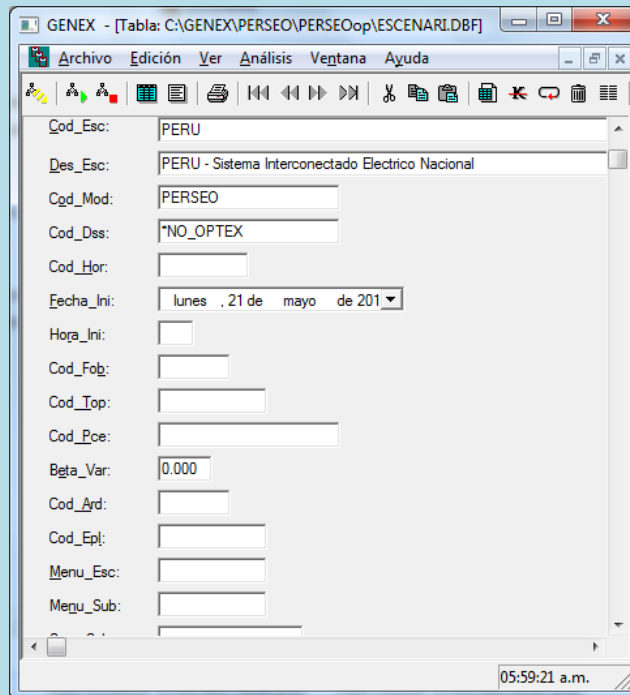 GENEX - [Tabla: C:\GENEX\PERSEO\PERSEOop\ESCENARI.DBF]
Archivo Edición Ver Análisis Ventana Ayuda
Cod_Esc: PERU
Des_Esc: PERU - Sistema Interconectado Electrico Nacional
Cod_Mod: PERSEO
Cod_Dss: *NO_OPTEX
Cod_Hor:
Fecha_Ini: lunes , 21 de mayo de 201
Hora_Ini:
Cod_Fob:
Cod_Top:
Cod_Pce:
Beta_Var: 0.000
Cod_Ard:
Cod_Epl:
Menu_Esc:
Menu_Sub:
05:59:21 a.m.